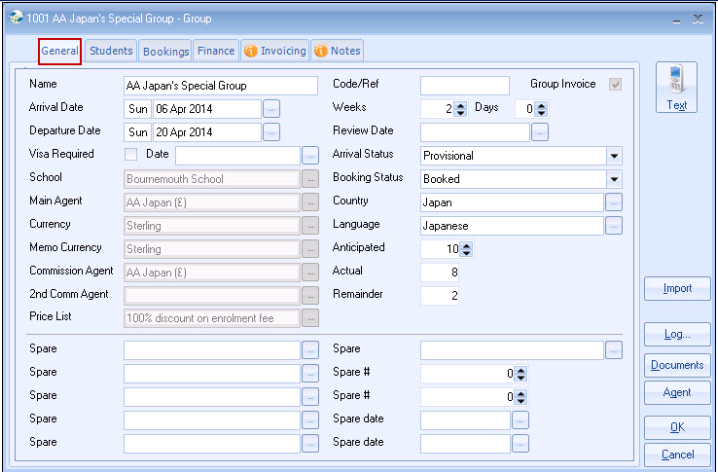 1001 AA Japan's Special Group - Group
General Students Bookings Finance Invoicing Notes
Name AA Japan's Special Group Code/Ref Group Invoice
Arrival Date Sun 06 Apr 2014 ... Weeks 2 Days 0
Departure Date Sun 20 Apr 2014 ... Review Date ...
Visa Required Date ... Arrival Status Provisional
School Bournemouth School ... Booking Status Booked
Main Agent AA Japan (£) ... Country Japan ...
Currency Sterling ... Language Japanese ...
Memo Currency Sterling ... Anticipated 10
Commission Agent AA Japan (£) ... Actual 8
2nd Comm Agent ... Remainder 2
Price List 100% discount on enrolment fee ...
Spare ... Spare ...
Spare ... Spare # 0
Spare ... Spare # 0
Spare ... Spare date ...
Spare ... Spare date ...
Text
Import
Log...
Documents
Agent
OK
Cancel